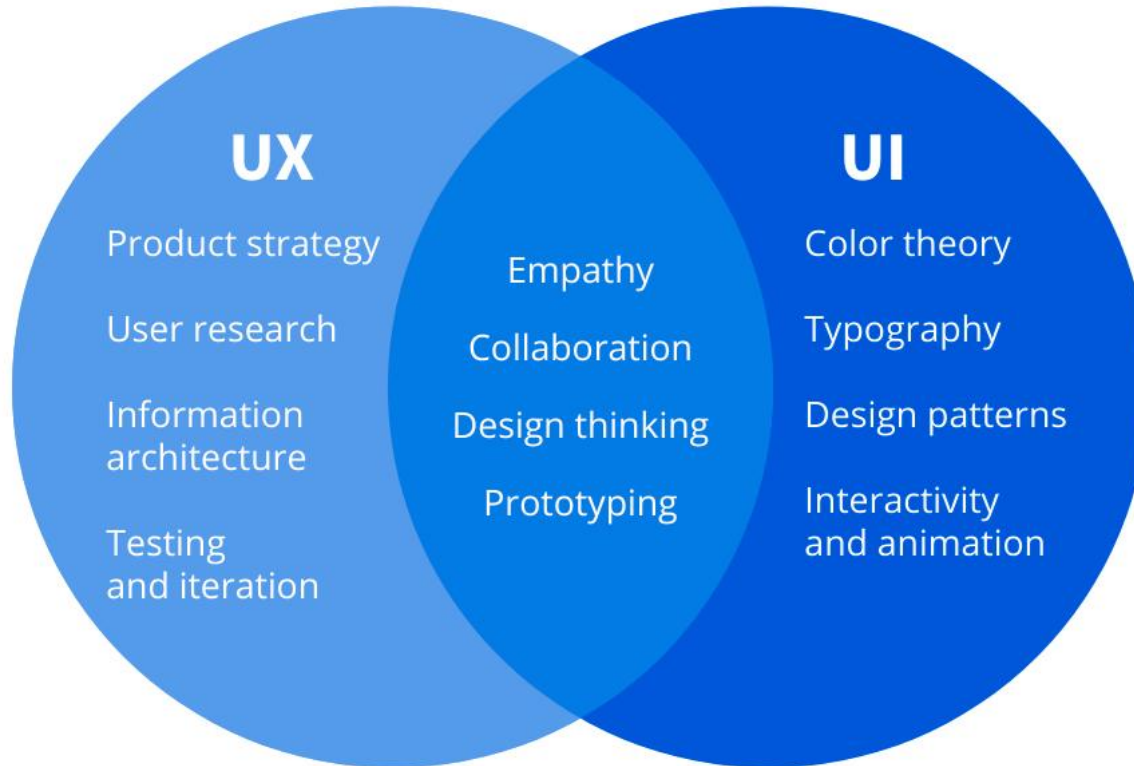 UX
Product strategy
User research
Information
architecture
Testing
and iteration
Empathy
Collaboration
Design thinking
Prototyping
UI
Color theory
Typography
Design patterns
Interactivity
and animation